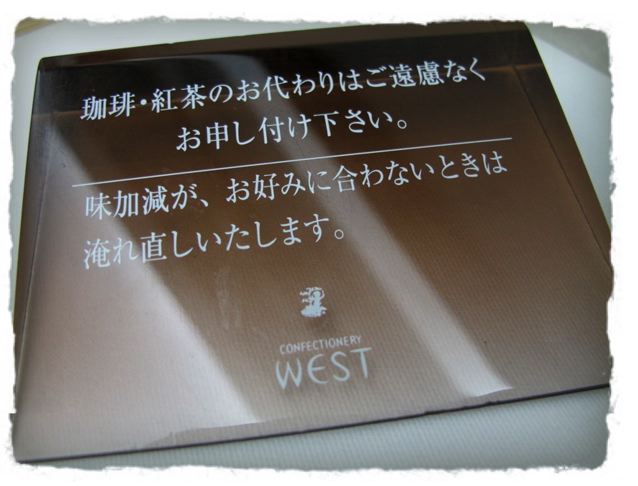 珈琲・紅茶のお代わりはご遠慮なく
お申し付け下さい。
味加減が、お好みに合わないときは
淹れ直しいたします。
CONFECTIONERY
WEST